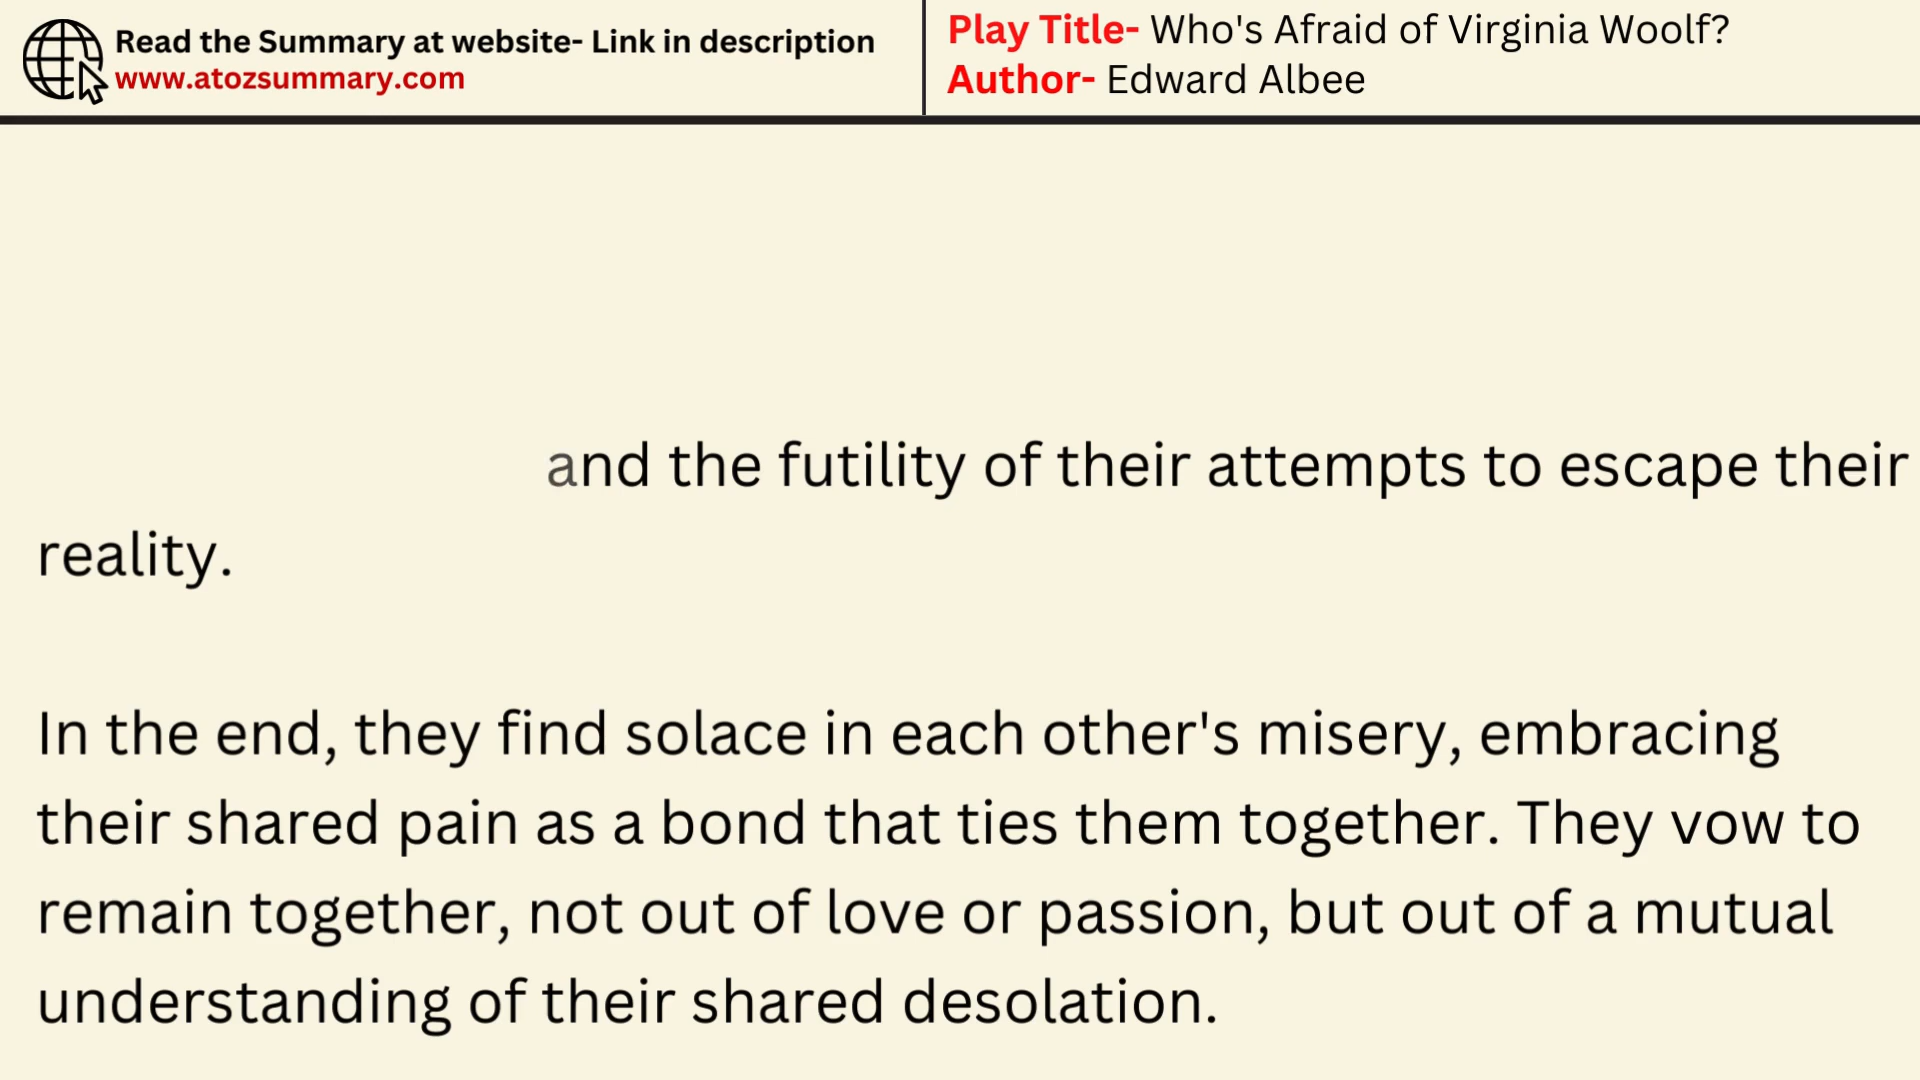 Read the Summary at website- Link in description
www.atozsummary.com
Play Title- Who's Afraid of Virginia Woolf?
Author- Edward Albee
and the futility of their attempts to escape their
reality.
In the end, they find solace in each other's misery, embracing
their shared pain as a bond that ties them together. They vow to
remain together, not out of love or passion, but out of a mutual
understanding of their shared desolation.